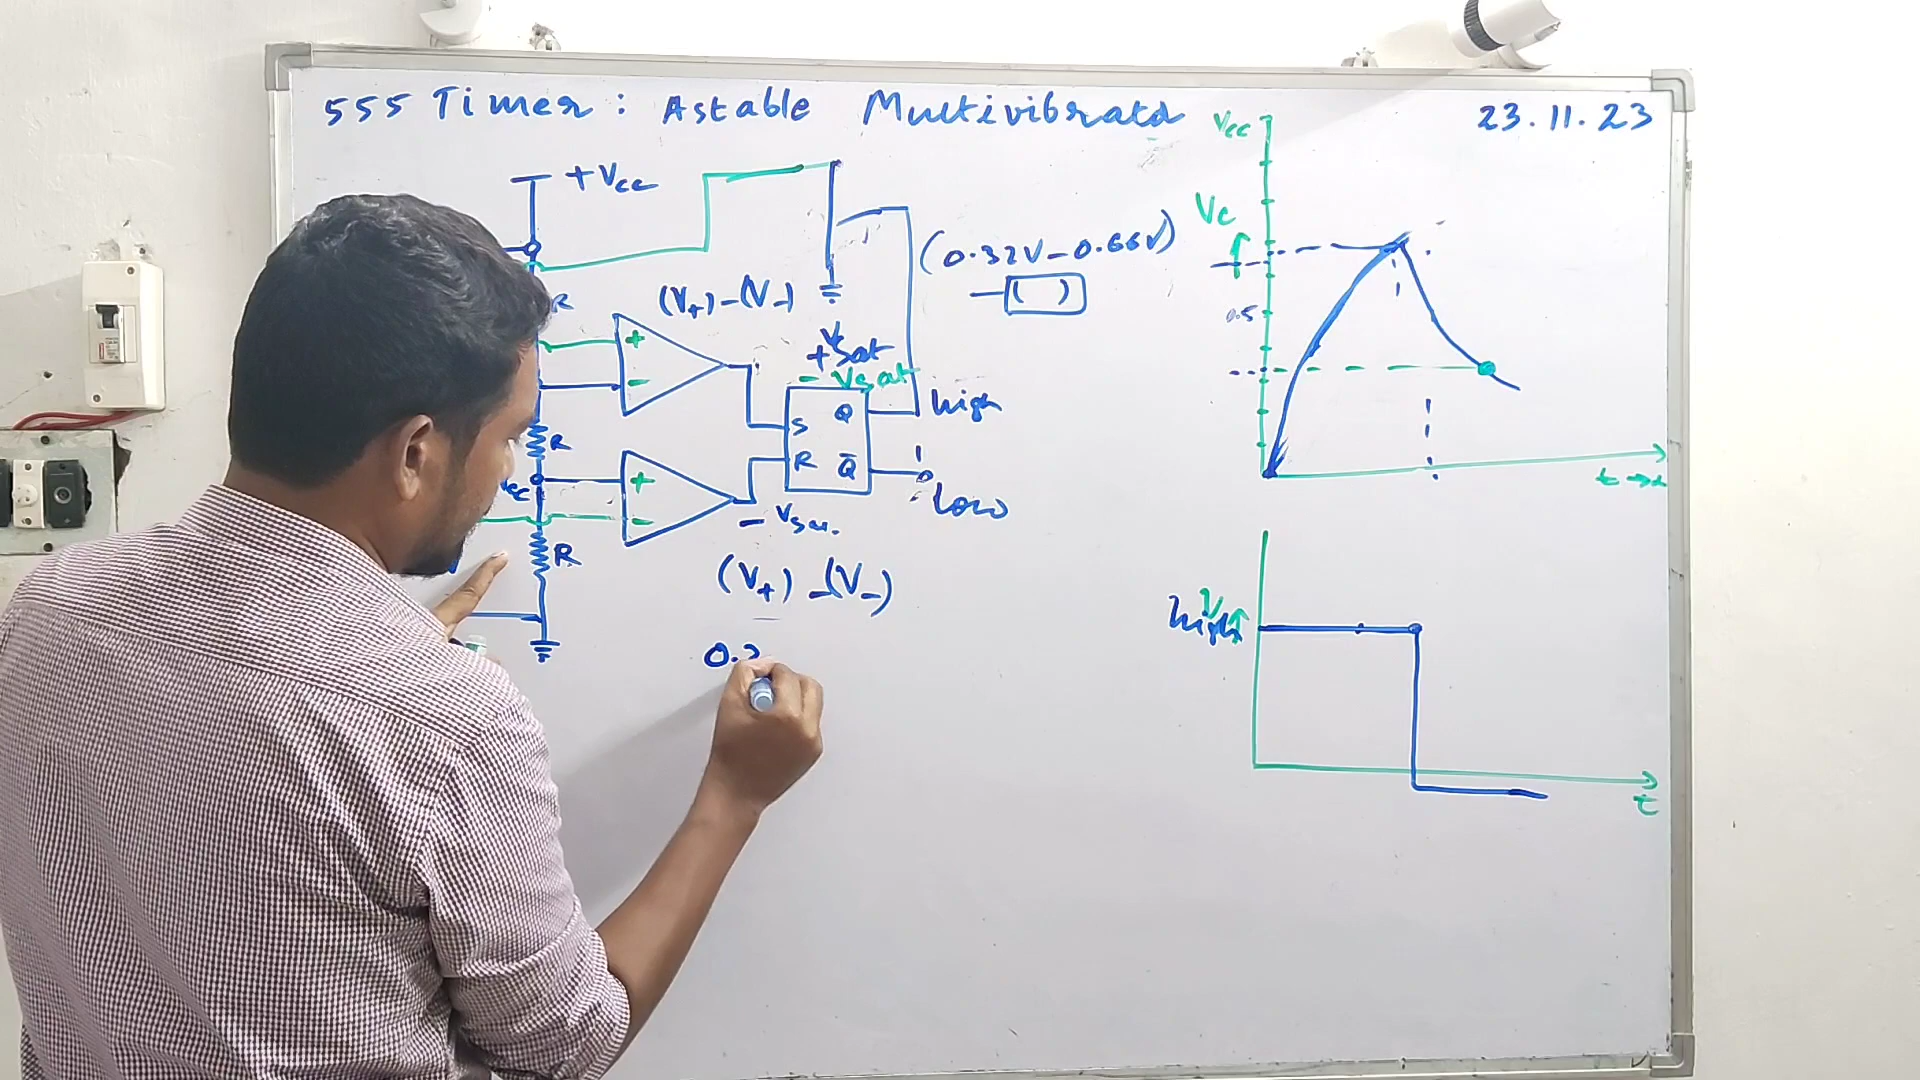 555 Timer : Astable Multivibrator
23.11.23
Vcc
+Vcc
Vc
(0.32V-0.66V)
R
(V+)-(V-)
-( )
0.5
+
+Vsat
- Vsat
-
Q high
S
R
R Q̅
+
low
t →
-
- Vsat.
R
(V+) -(V-)
high
0.3
t